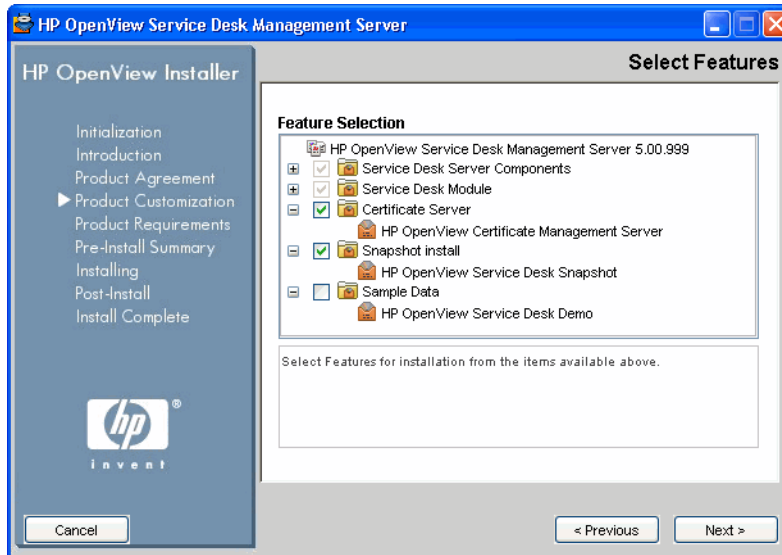 HP OpenView Service Desk Management Server
HP OpenView Installer
Initialization
Introduction
Product Agreement
Product Customization
Product Requirements
Pre-Install Summary
Installing
Post-Install
Install Complete
hp
®
invent
Cancel
Select Features
Feature Selection
HP OpenView Service Desk Management Server 5.00.999
Service Desk Server Components
Service Desk Module
Certificate Server
HP OpenView Certificate Management Server
Snapshot install
HP OpenView Service Desk Snapshot
Sample Data
HP OpenView Service Desk Demo
Select Features for installation from the items available above.
< Previous
Next >